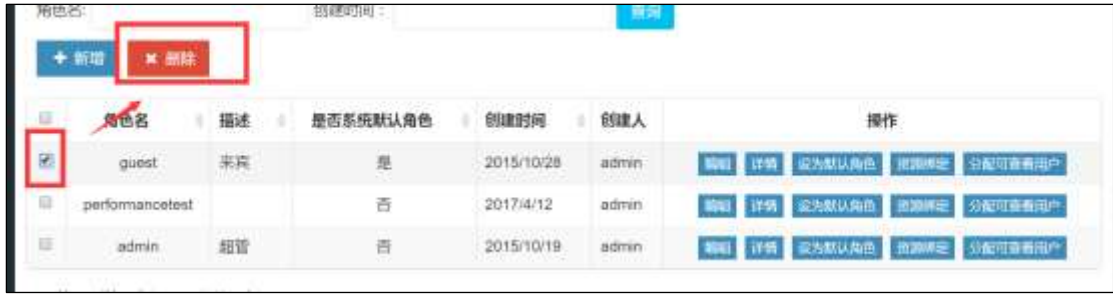 角色名: 创建时间: 查询
新增 删除
角色名 描述 是否系统默认角色 创建时间 创建人 操作
guest 来宾 是 2015/10/28 admin 编辑 详情 设为默认角色 资源绑定 分配可查看用户
performancetest 否 2017/4/12 admin 编辑 详情 设为默认角色 资源绑定 分配可查看用户
admin 超管 否 2015/10/19 admin 编辑 详情 设为默认角色 资源绑定 分配可查看用户